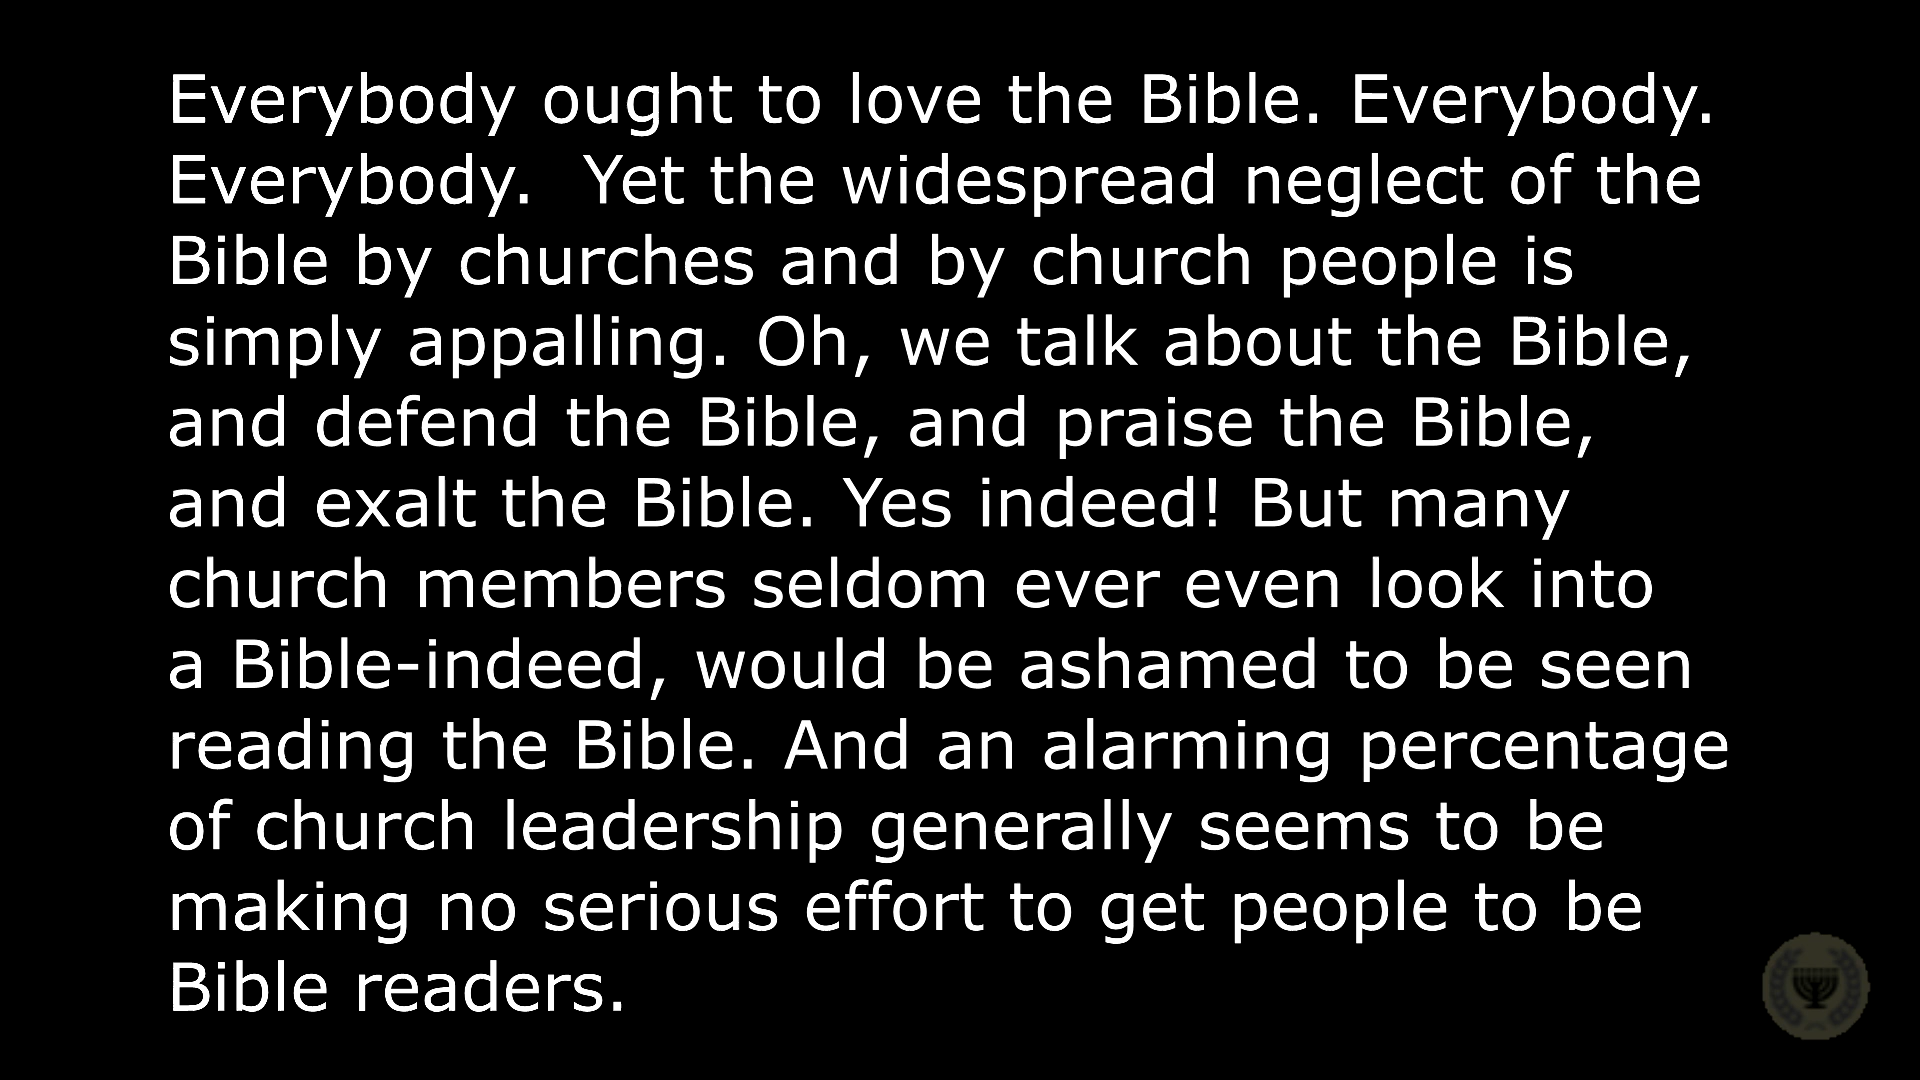 Everybody ought to love the Bible. Everybody.
Everybody.  Yet the widespread neglect of the
Bible by churches and by church people is
simply appalling. Oh, we talk about the Bible,
and defend the Bible, and praise the Bible,
and exalt the Bible. Yes indeed! But many
church members seldom ever even look into
a Bible-indeed, would be ashamed to be seen
reading the Bible. And an alarming percentage
of church leadership generally seems to be
making no serious effort to get people to be
Bible readers.